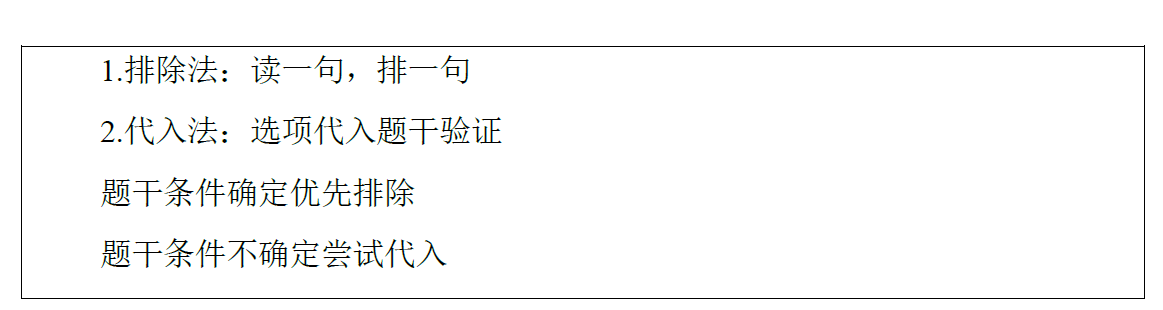 1.排除法：读一句，排一句
2.代入法：选项代入题干验证
题干条件确定优先排除
题干条件不确定尝试代入